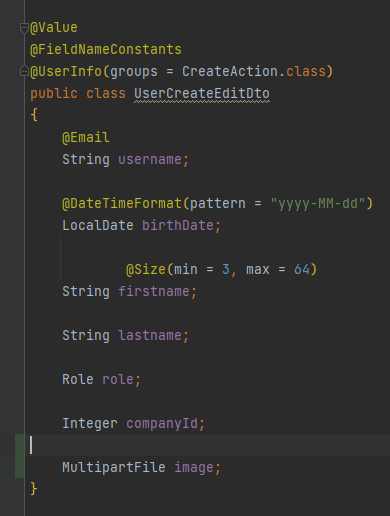 @Value
@FieldNameConstants
@UserInfo(groups = CreateAction.class)
public class UserCreateEditDto
{
@Email
String username;
@DateTimeFormat(pattern = "yyyy-MM-dd")
LocalDate birthDate;
@Size(min = 3, max = 64)
String firstname;
String lastname;
Role role;
Integer companyId;
MultipartFile image;
}